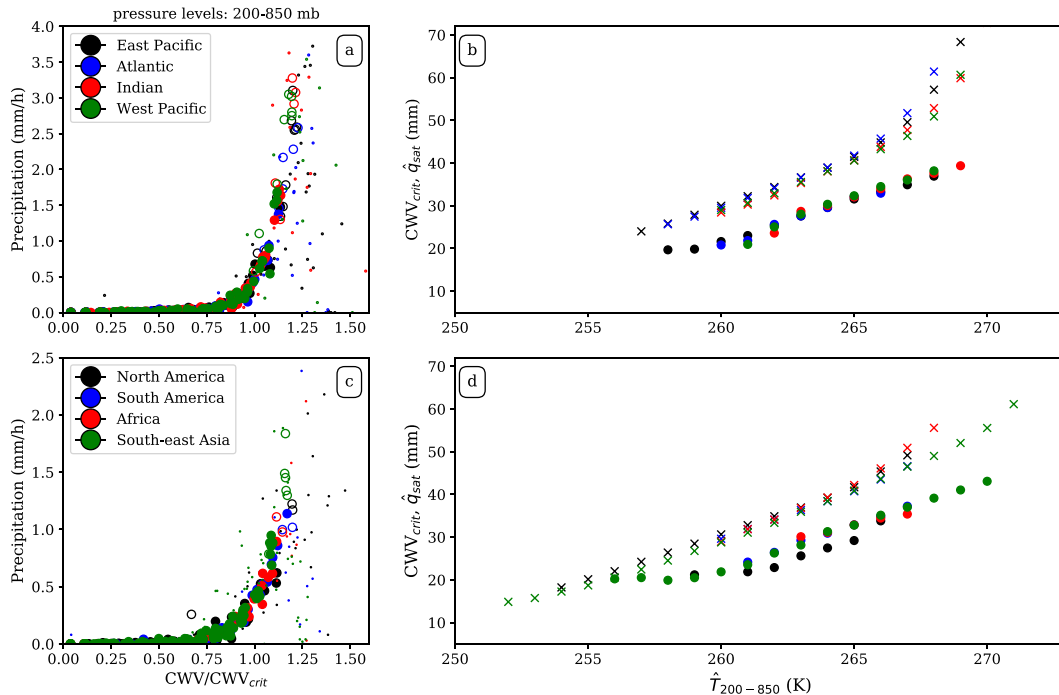 pressure levels: 200-850 mb
4.0
3.5
3.0
2.5
2.0
1.5
1.0
0.5
0.0
Precipitation (mm/h)
East Pacific
Atlantic
Indian
West Pacific
a
0.00 0.25 0.50 0.75 1.00 1.25 1.50
b
70
60
50
40
30
20
10
CWV_crit, q̂_sat (mm)
250 255 260 265 270
2.5
2.0
1.5
1.0
0.5
0.0
Precipitation (mm/h)
North America
South America
Africa
South-east Asia
c
0.00 0.25 0.50 0.75 1.00 1.25 1.50
CWV/CWV_crit
d
70
60
50
40
30
20
10
CWV_crit, q̂_sat (mm)
250 255 260 265 270
T̂_200−850 (K)